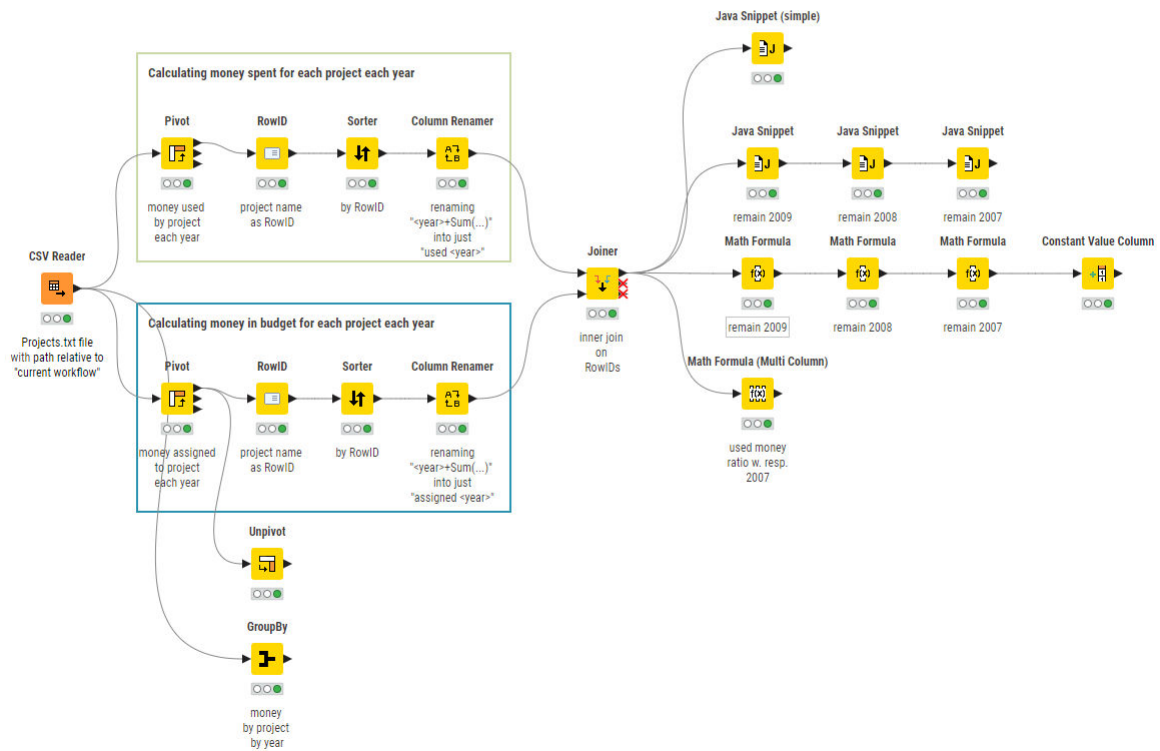 Java Snippet (simple)
Calculating money spent for each project each year
Pivot
RowID
Sorter
Column Renamer
money used
by project
each year
project name
as RowID
by RowID
renaming
"<year>+Sum(...)"
into just
"used <year>"
Java Snippet
Java Snippet
Java Snippet
remain 2009
remain 2008
remain 2007
CSV Reader
Projects.txt file
with path relative to
"current workflow"
Joiner
inner join
on
RowIDs
Math Formula
Math Formula
Math Formula
Constant Value Column
remain 2009
remain 2008
remain 2007
Calculating money in budget for each project each year
Pivot
RowID
Sorter
Column Renamer
money assigned
to project
each year
project name
as RowID
by RowID
renaming
"<year>+Sum(...)"
into just
"assigned <year>"
Math Formula (Multi Column)
used money
ratio w. resp.
2007
Unpivot
GroupBy
money
by project
by year